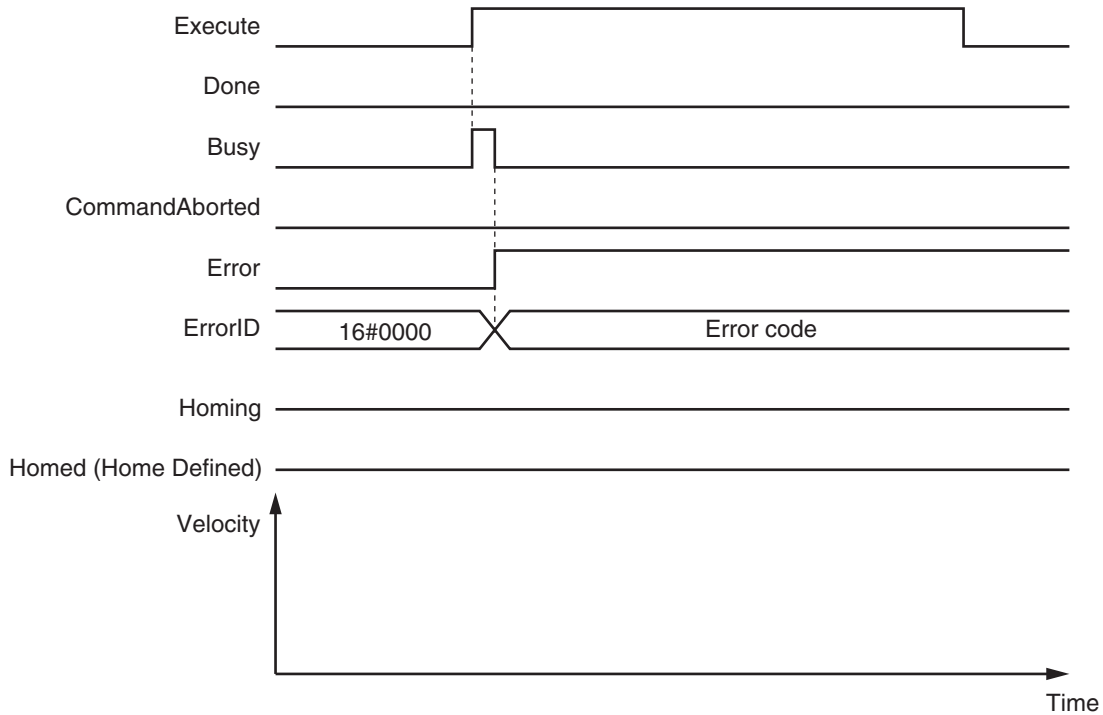 Execute
Done
Busy
CommandAborted
Error
ErrorID 16#0000 Error code
Homing
Homed (Home Defined)
Velocity
Time